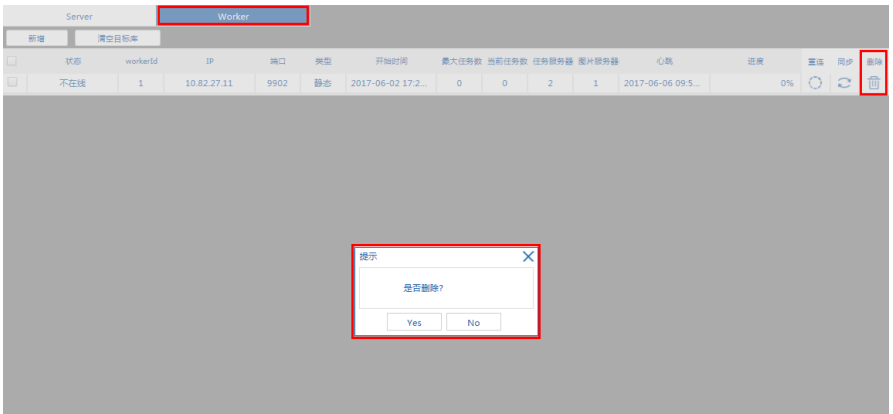 Server Worker
新增 清空目标库
状态 workerId IP 端口 类型 开始时间 最大任务数 当前任务数 任务服务器 图片服务器 心跳 进度 重连 同步 删除
不在线 1 10.82.27.11 9902 静态 2017-06-02 17:2... 0 0 2 1 2017-06-06 09:5... 0%
提示
是否删除?
Yes No